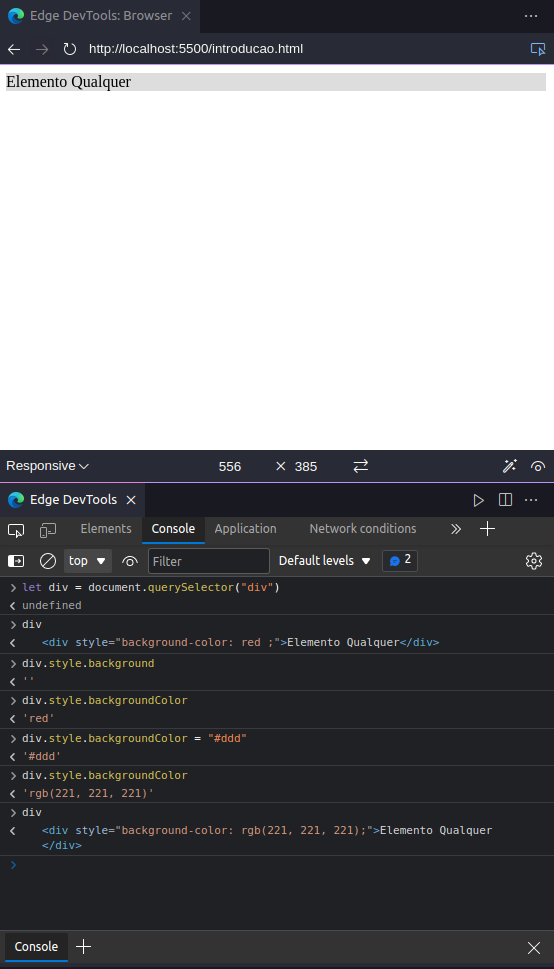 Edge DevTools: Browser
http://localhost:5500/introducao.html
Elemento Qualquer
Responsive 556 × 385
Edge DevTools
Elements Console Application Network conditions
top Filter Default levels 2
let div = document.querySelector("div")
undefined
div
<div style="background-color: red ;">Elemento Qualquer</div>
div.style.background
''
div.style.backgroundColor
'red'
div.style.backgroundColor = "#ddd"
'#ddd'
div.style.backgroundColor
'rgb(221, 221, 221)'
div
<div style="background-color: rgb(221, 221, 221);">Elemento Qualquer
</div>
Console